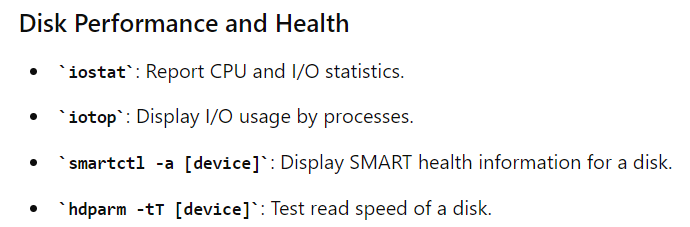 Disk Performance and Health
• `iostat`: Report CPU and I/O statistics.
• `iotop`: Display I/O usage by processes.
• `smartctl -a [device]`: Display SMART health information for a disk.
• `hdparm -tT [device]`: Test read speed of a disk.